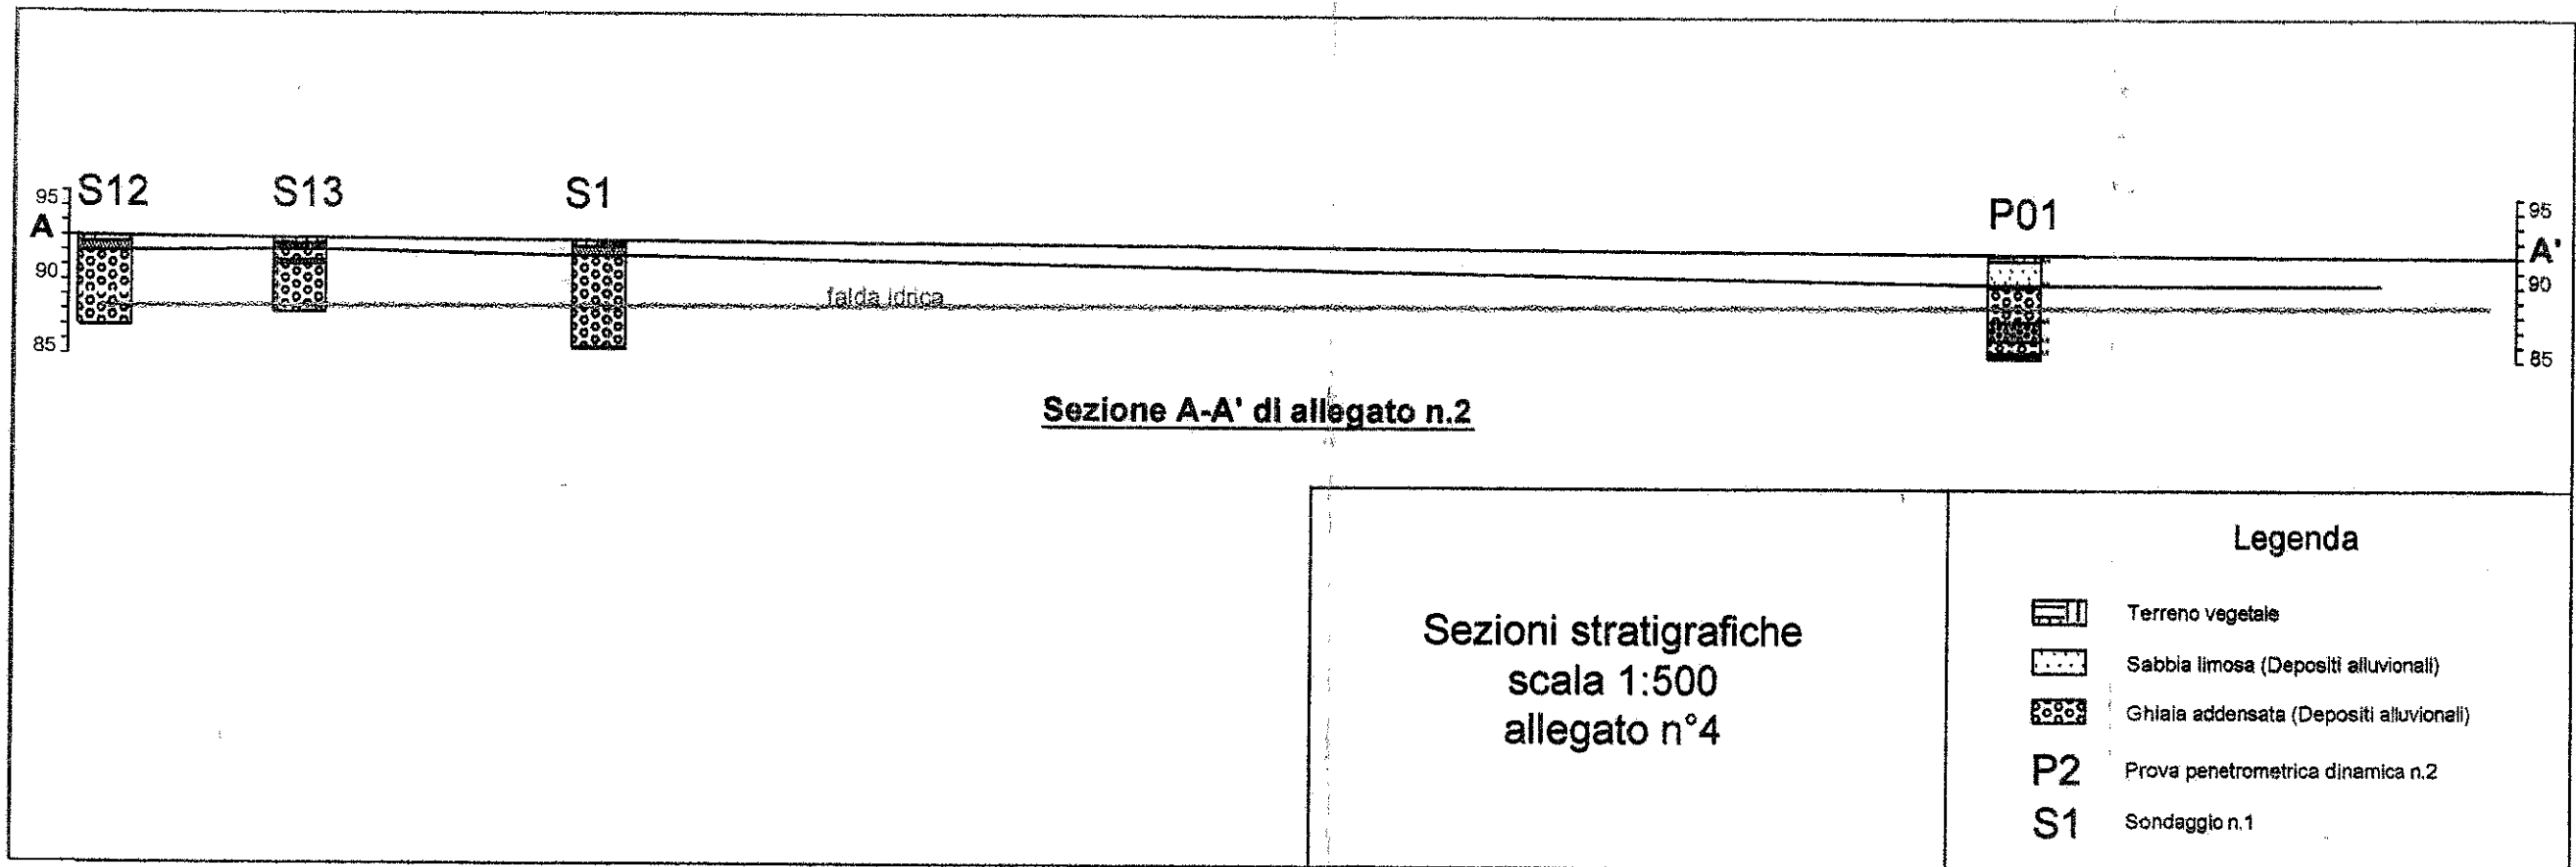 S12
S13
S1
P01
95
A
90
85
95
A'
90
85
falda idrica
Sezione A-A' di allegato n.2
Sezioni stratigrafiche
scala 1:500
allegato n°4
Legenda
Terreno vegetale
Sabbia limosa (Depositi alluvionali)
Ghiaia addensata (Depositi alluvionali)
P2 Prova penetrometrica dinamica n.2
S1 Sondaggio n.1